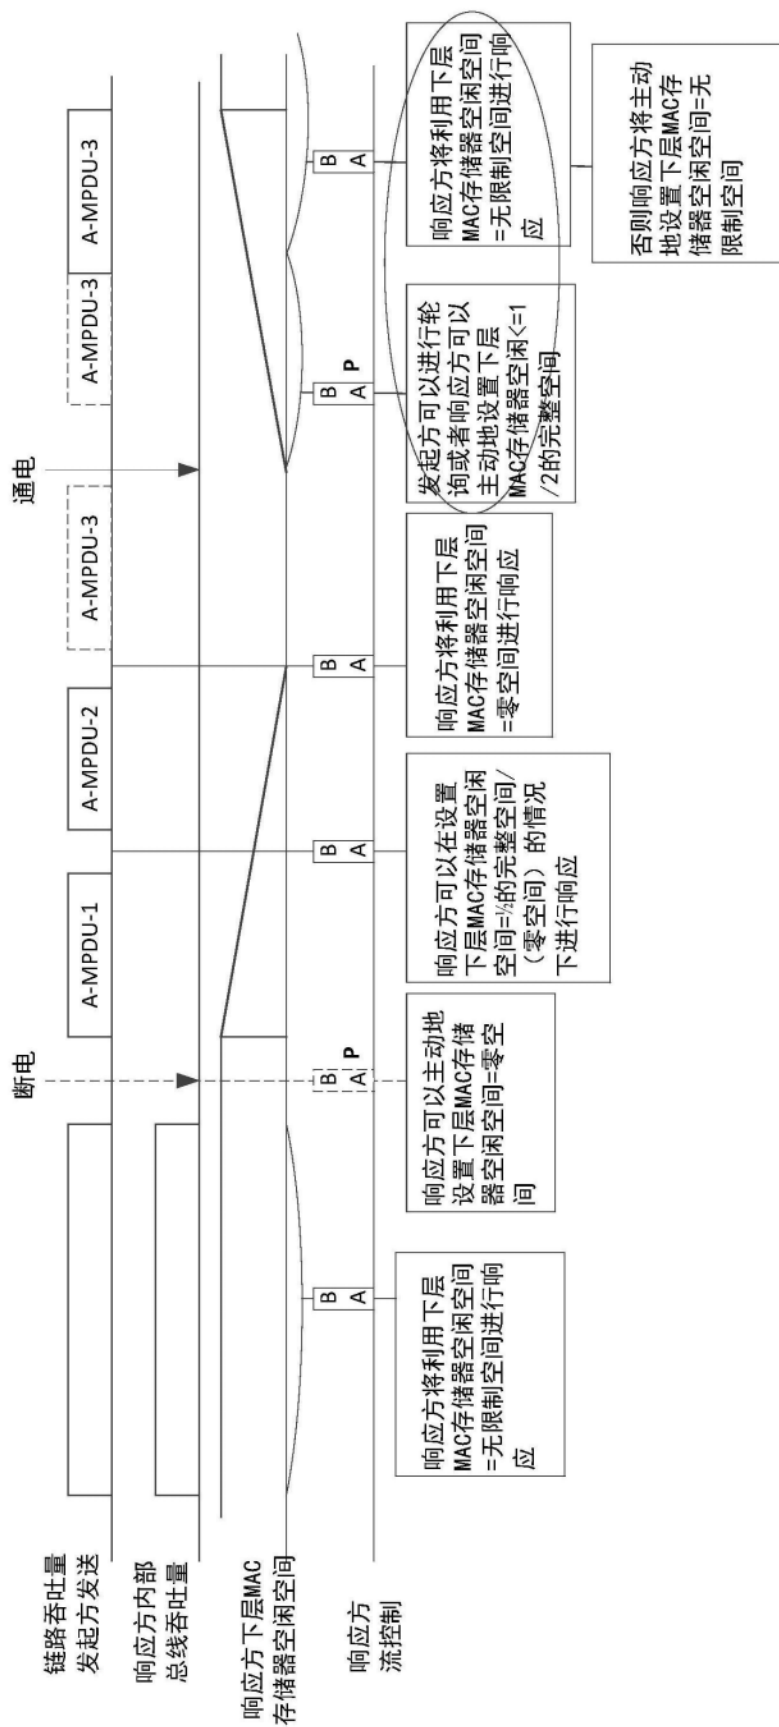 链路吞吐量
发起方发送
响应方内部
总线吞吐量
响应方下层MAC
存储器空闲空间
响应方
流控制
断电
通电
A-MPDU-1
A-MPDU-2
A-MPDU-3
A-MPDU-3
A-MPDU-3
B
A
B
A
P
B
A
B
A
B
A
P
B
A
响应方将利用下层
MAC存储器空闲空间
=无限制空间进行响
应
响应方可以主动地
设置下层MAC存储
器空闲空间=零空
间
响应方可以在设置
下层MAC存储器空闲
空间=½的完整空间/
（零空间）的情况
下进行响应
响应方将利用下层
MAC存储器空闲空间
=零空间进行响应
发起方可以进行轮
询或者响应方可以
主动地设置下层
MAC存储器空闲<=1
/2的完整空间
响应方将利用下层
MAC存储器空闲空间
=无限制空间进行响
应
否则响应方将主动
地设置下层MAC存
储器空闲空间=无
限制空间